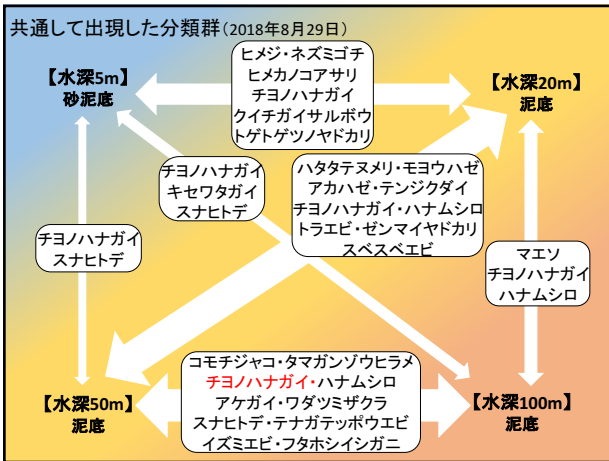 共通して出現した分類群(2018年8月29日)
【水深5m】
砂泥底
ヒメジ・ネズミゴチ
ヒメカノコアサリ
チヨノハナガイ
クイチガイサルボウ
トゲトゲツノヤドカリ
【水深20m】
泥底
チヨノハナガイ
キセワタガイ
スナヒトデ
ハタタテヌメリ・モヨウハゼ
アカハゼ・テンジクダイ
チヨノハナガイ・ハナムシロ
トラエビ・ゼンマイヤドカリ
スベスベエビ
チヨノハナガイ
スナヒトデ
マエソ
チヨノハナガイ
ハナムシロ
【水深50m】
泥底
コモチジャコ・タマガンゾウヒラメ
チヨノハナガイ・ハナムシロ
アケガイ・ワダツミザクラ
スナヒトデ・テナガテッポウエビ
イズミエビ・フタホシイシガニ
【水深100m】
泥底